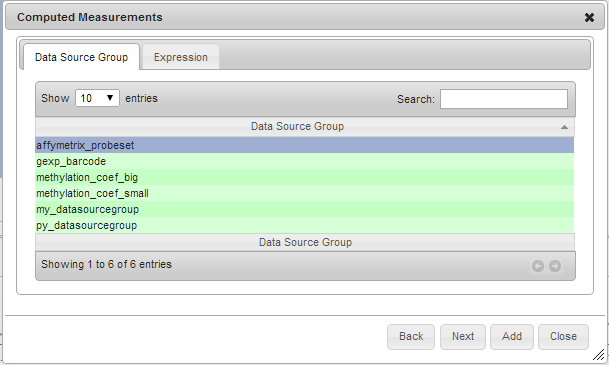 Computed Measurements
Data Source Group Expression
Show 10 entries Search:
Data Source Group
affymetrix_probeset
gexp_barcode
methylation_coef_big
methylation_coef_small
my_datasourcegroup
py_datasourcegroup
Data Source Group
Showing 1 to 6 of 6 entries
Back Next Add Close